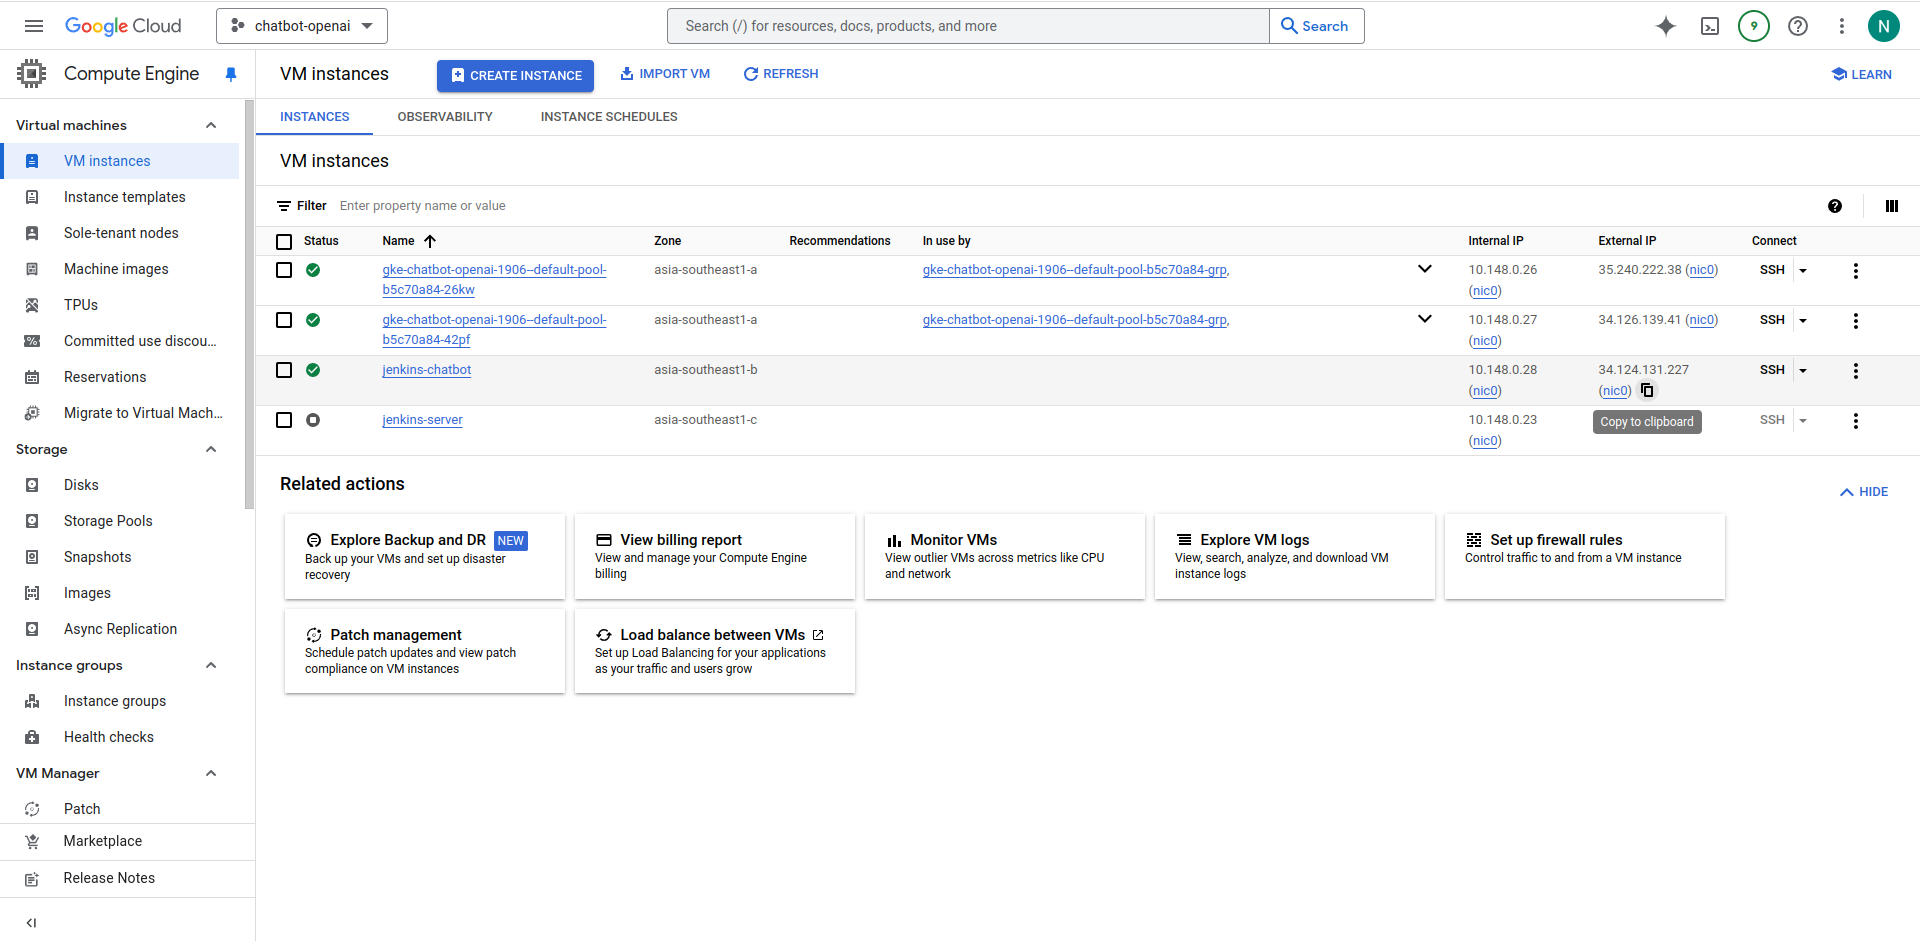 Google Cloud
chatbot-openai
Search (/) for resources, docs, products, and more
Search
9
N
Compute Engine
VM instances
CREATE INSTANCE
IMPORT VM
REFRESH
LEARN
Virtual machines
VM instances
Instance templates
Sole-tenant nodes
Machine images
TPUs
Committed use discou...
Reservations
Migrate to Virtual Mach...
Storage
Disks
Storage Pools
Snapshots
Images
Async Replication
Instance groups
Instance groups
Health checks
VM Manager
Patch
Marketplace
Release Notes
INSTANCES
OBSERVABILITY
INSTANCE SCHEDULES
VM instances
Filter Enter property name or value
Status Name Zone Recommendations In use by Internal IP External IP Connect
gke-chatbot-openai-1906--default-pool- asia-southeast1-a gke-chatbot-openai-1906--default-pool-b5c70a84-grp, 10.148.0.26 35.240.222.38 (nic0) SSH
b5c70a84-26kw (nic0)
gke-chatbot-openai-1906--default-pool- asia-southeast1-a gke-chatbot-openai-1906--default-pool-b5c70a84-grp, 10.148.0.27 34.126.139.41 (nic0) SSH
b5c70a84-42pf (nic0)
jenkins-chatbot asia-southeast1-b 10.148.0.28 34.124.131.227 SSH
(nic0) (nic0)
jenkins-server asia-southeast1-c 10.148.0.23 Copy to clipboard SSH
(nic0)
Related actions
HIDE
Explore Backup and DR NEW
Back up your VMs and set up disaster
recovery
View billing report
View and manage your Compute Engine
billing
Monitor VMs
View outlier VMs across metrics like CPU
and network
Explore VM logs
View, search, analyze, and download VM
instance logs
Set up firewall rules
Control traffic to and from a VM instance
Patch management
Schedule patch updates and view patch
compliance on VM instances
Load balance between VMs
Set up Load Balancing for your applications
as your traffic and users grow